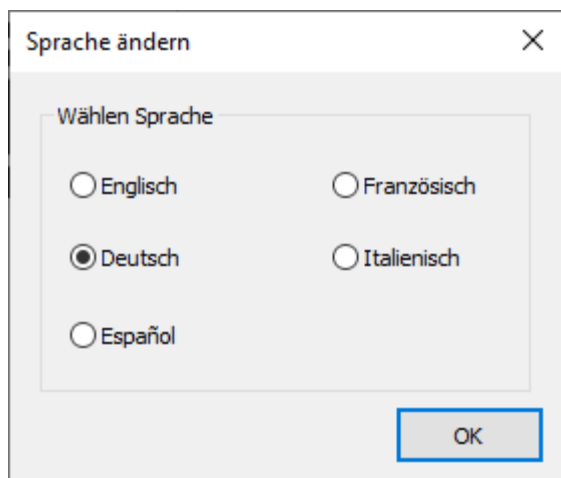 Sprache ändern
Wählen Sprache
Englisch
Französisch
Deutsch
Italienisch
Español
OK